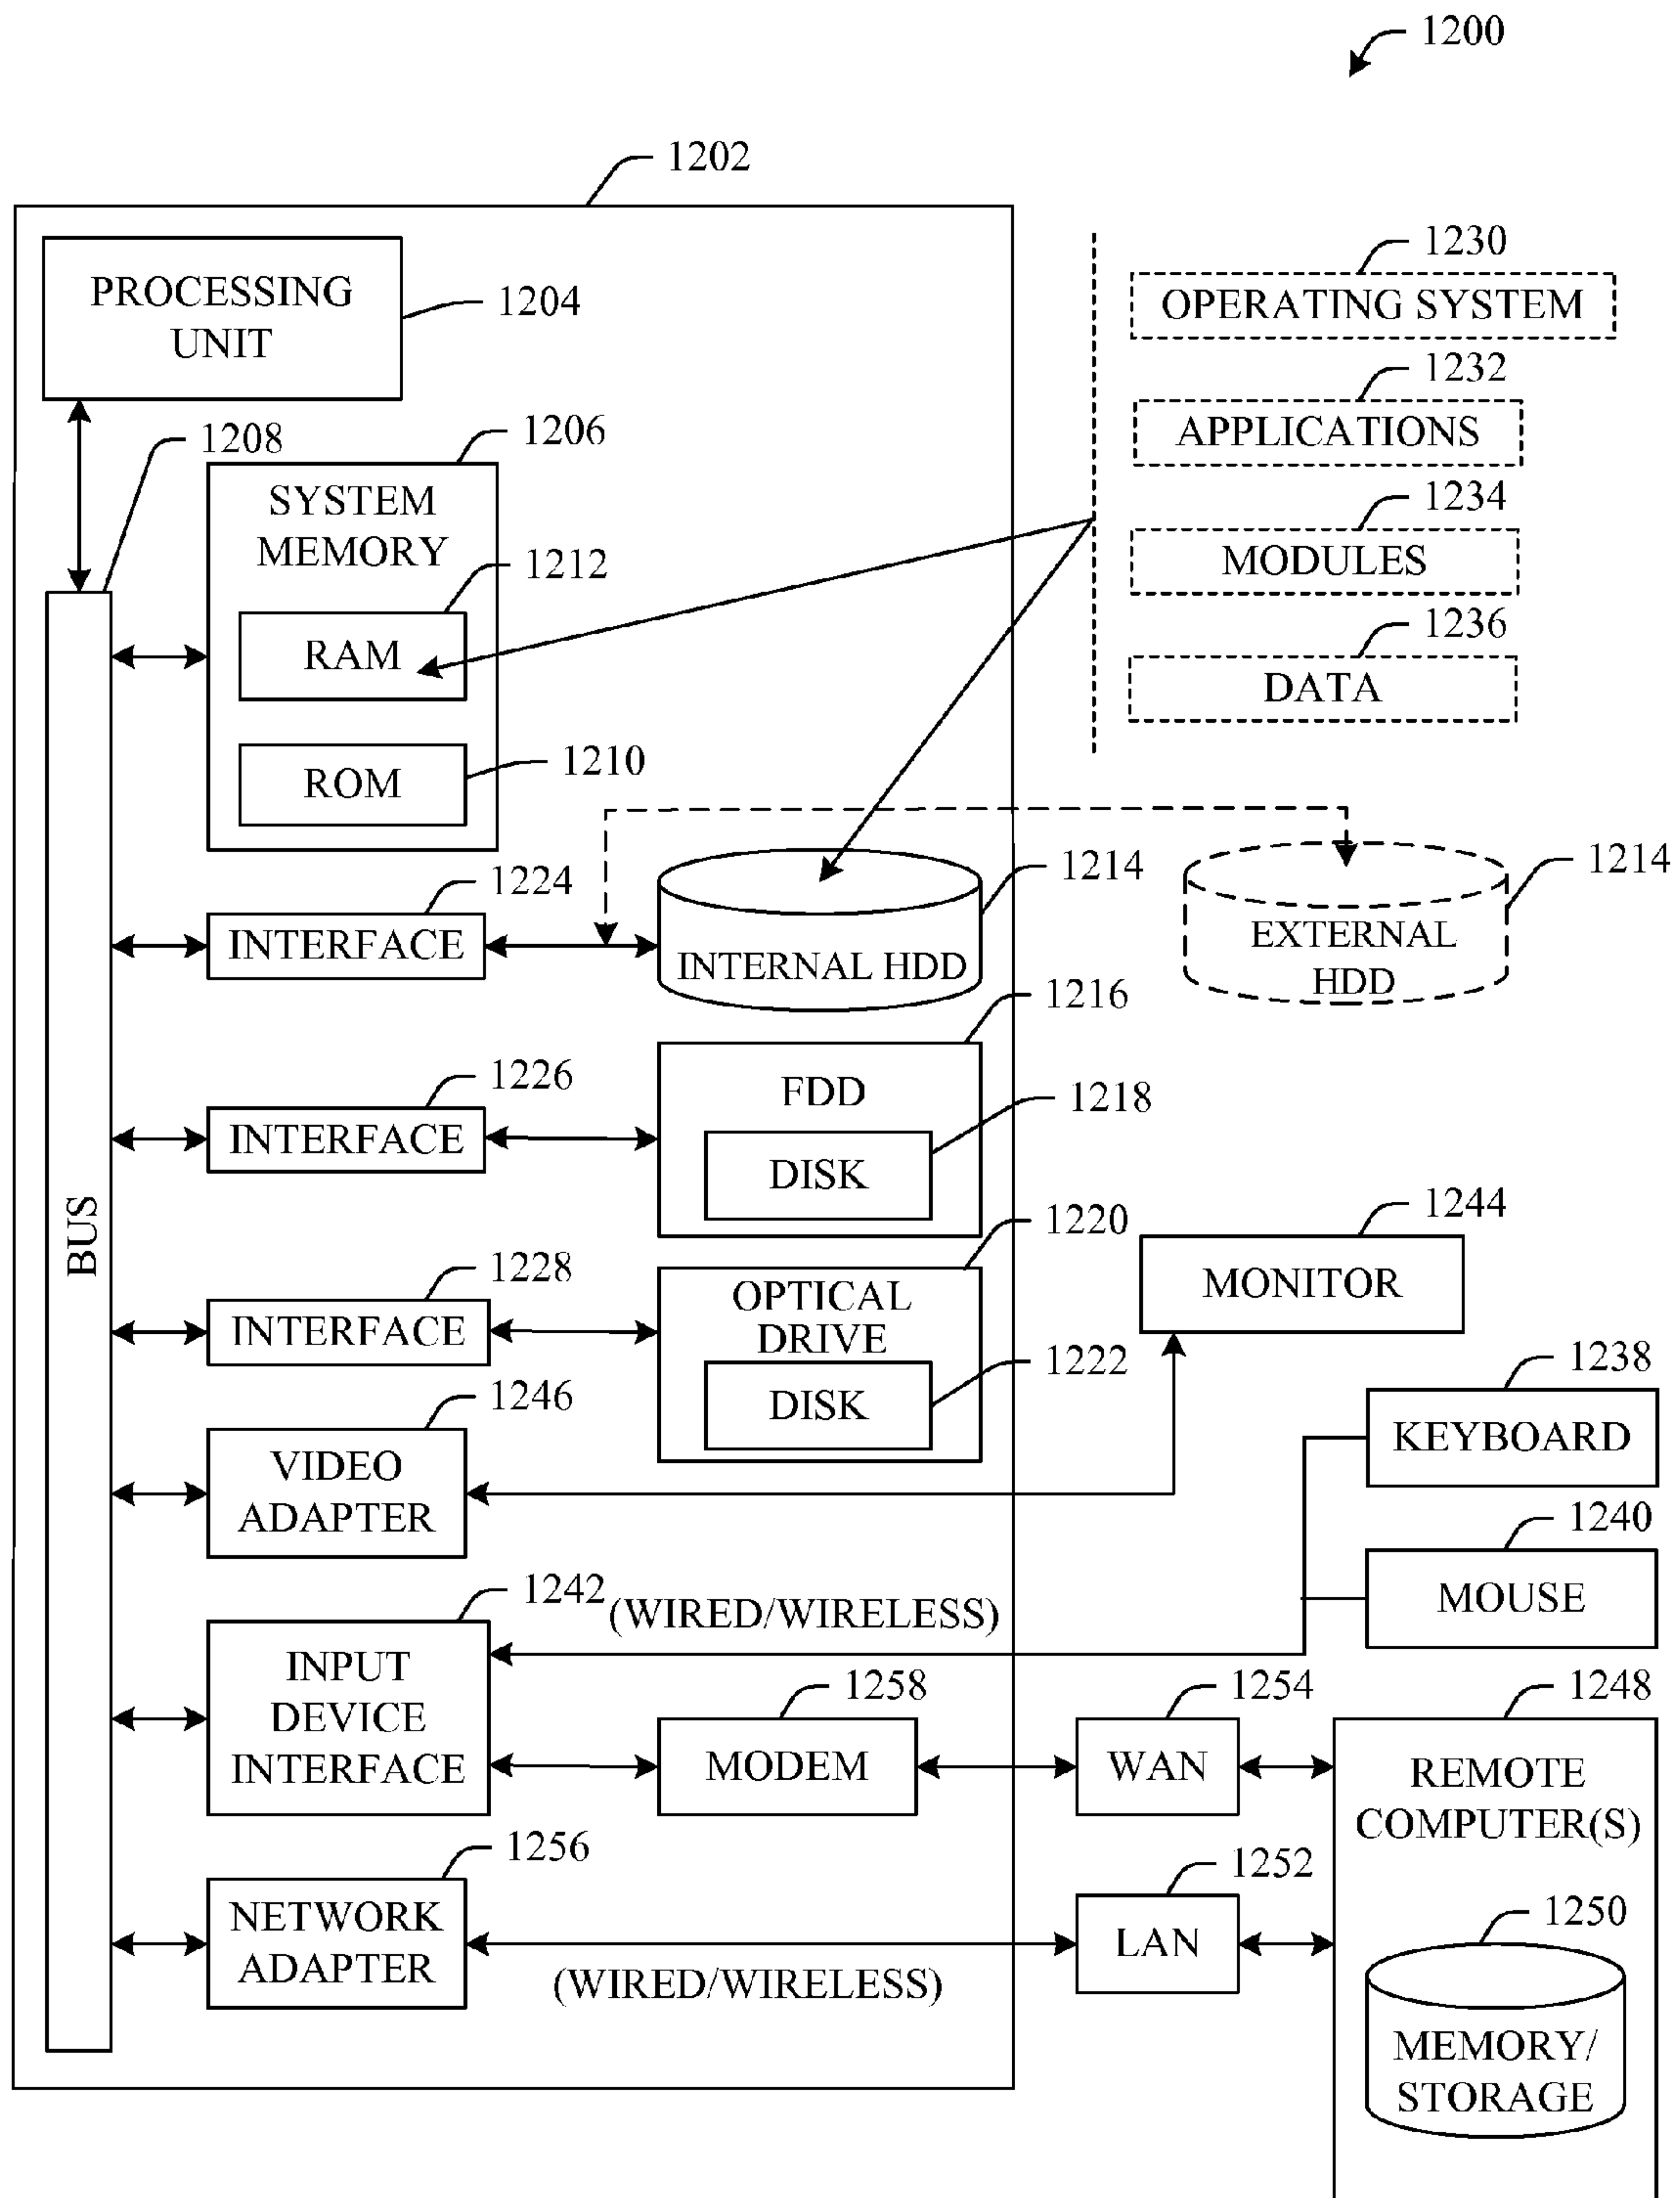 1200
1202
PROCESSING
UNIT
1204
1230
OPERATING SYSTEM
1232
APPLICATIONS
1234
MODULES
1236
DATA
1208
1206
SYSTEM
MEMORY
1212
RAM
1210
ROM
1224
INTERFACE
1214
INTERNAL HDD
1214
EXTERNAL
HDD
1216
FDD
1218
DISK
1226
INTERFACE
BUS
1220
OPTICAL
DRIVE
1222
DISK
1228
INTERFACE
1244
MONITOR
1238
KEYBOARD
1246
VIDEO
ADAPTER
1240
MOUSE
1242
(WIRED/WIRELESS)
INPUT
DEVICE
INTERFACE
1258
MODEM
1254
WAN
1248
REMOTE
COMPUTER(S)
1256
NETWORK
ADAPTER
(WIRED/WIRELESS)
1252
LAN
1250
MEMORY/
STORAGE